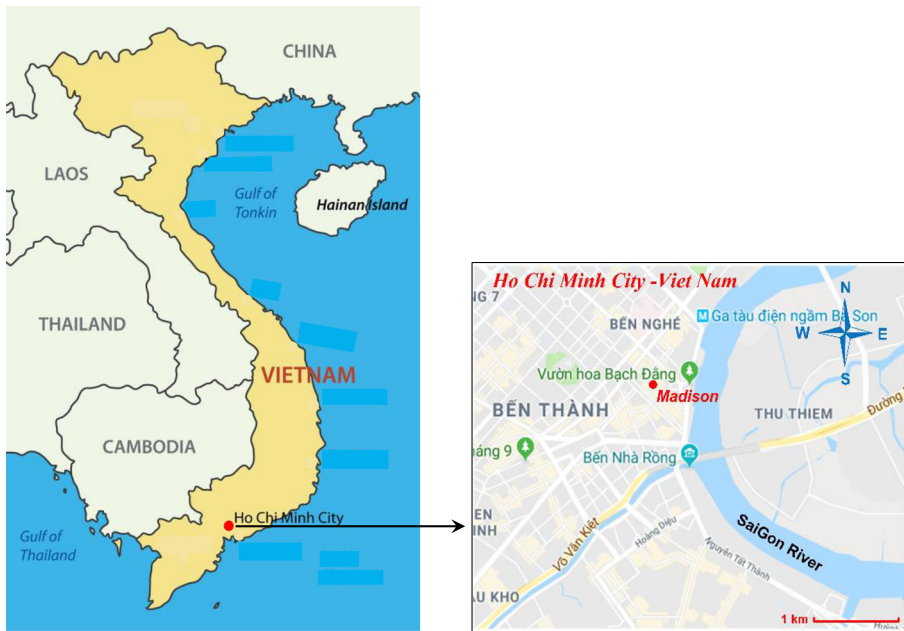 CHINA
LAOS
Gulf of
Tonkin
Hainan Island
THAILAND
VIETNAM
CAMBODIA
Ho Chi Minh City
Gulf of
Thailand
Ho Chi Minh City -Viet Nam
NG 7
N
W E
S
M Ga tàu điện ngầm Ba Son
BẾN NGHÉ
Vườn hoa Bạch Đằng
Madison
BẾN THÀNH
THU THIEM
Đường
háng 9
Bến Nhà Rồng
EN
INH
Võ Văn Kiệt
Hoàng Diệu
Nguyễn Tất Thành
SaiGon River
ẦU KHO
1 km